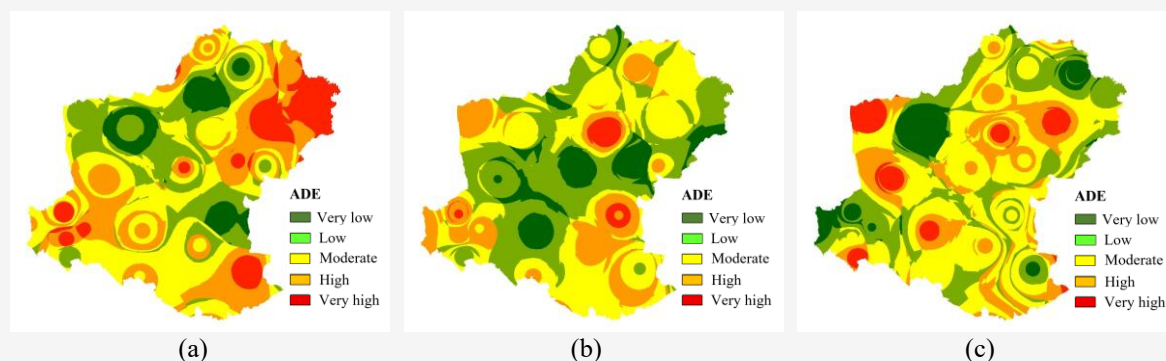 ADE
Very low
Low
Moderate
High
Very high
ADE
Very low
Low
Moderate
High
Very high
ADE
Very low
Low
Moderate
High
Very high
(a)
(b)
(c)